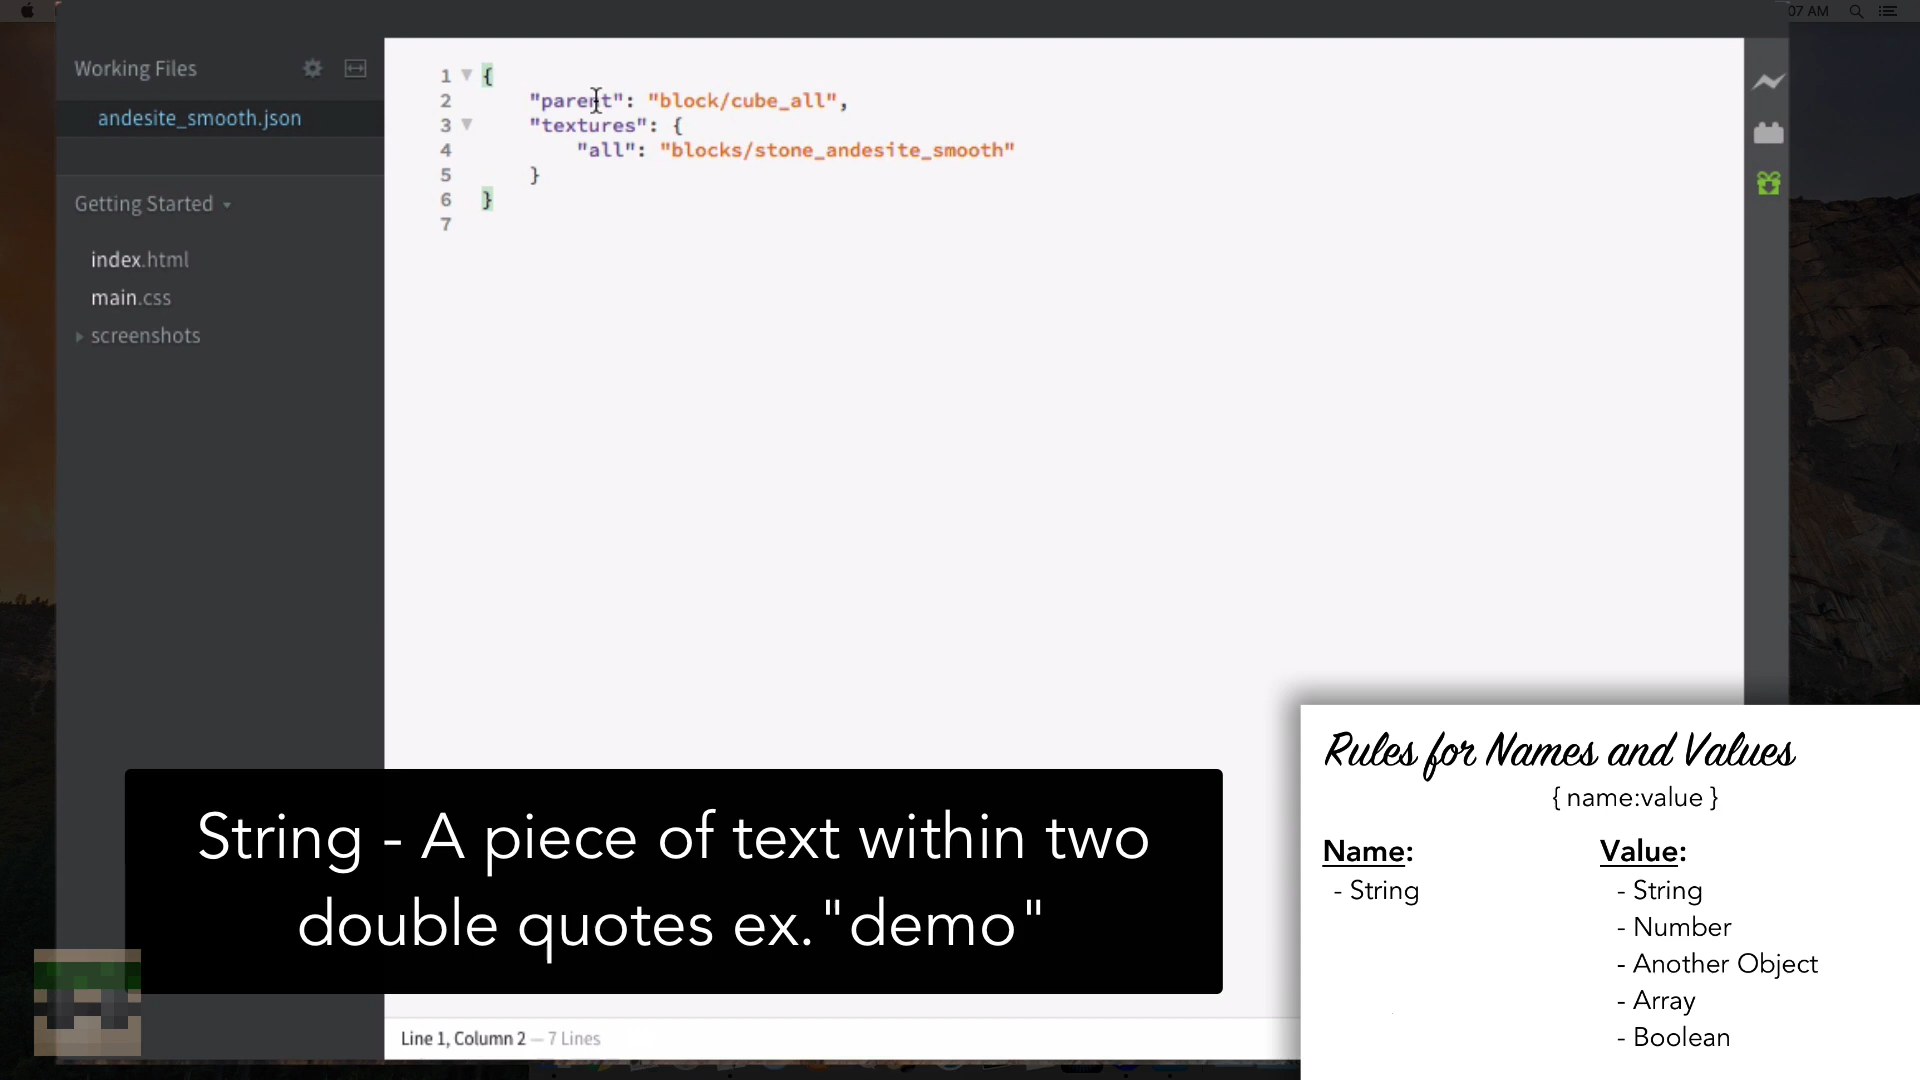 07 AM
Working Files
andesite_smooth.json
Getting Started
index.html
main.css
screenshots
1 {
2 "parent": "block/cube_all",
3 "textures": {
4 "all": "blocks/stone_andesite_smooth"
5 }
6 }
7
String - A piece of text within two
double quotes ex."demo"
Line 1, Column 2 — 7 Lines
Rules for Names and Values
{ name:value }
Name:
- String
Value:
- String
- Number
- Another Object
- Array
- Boolean